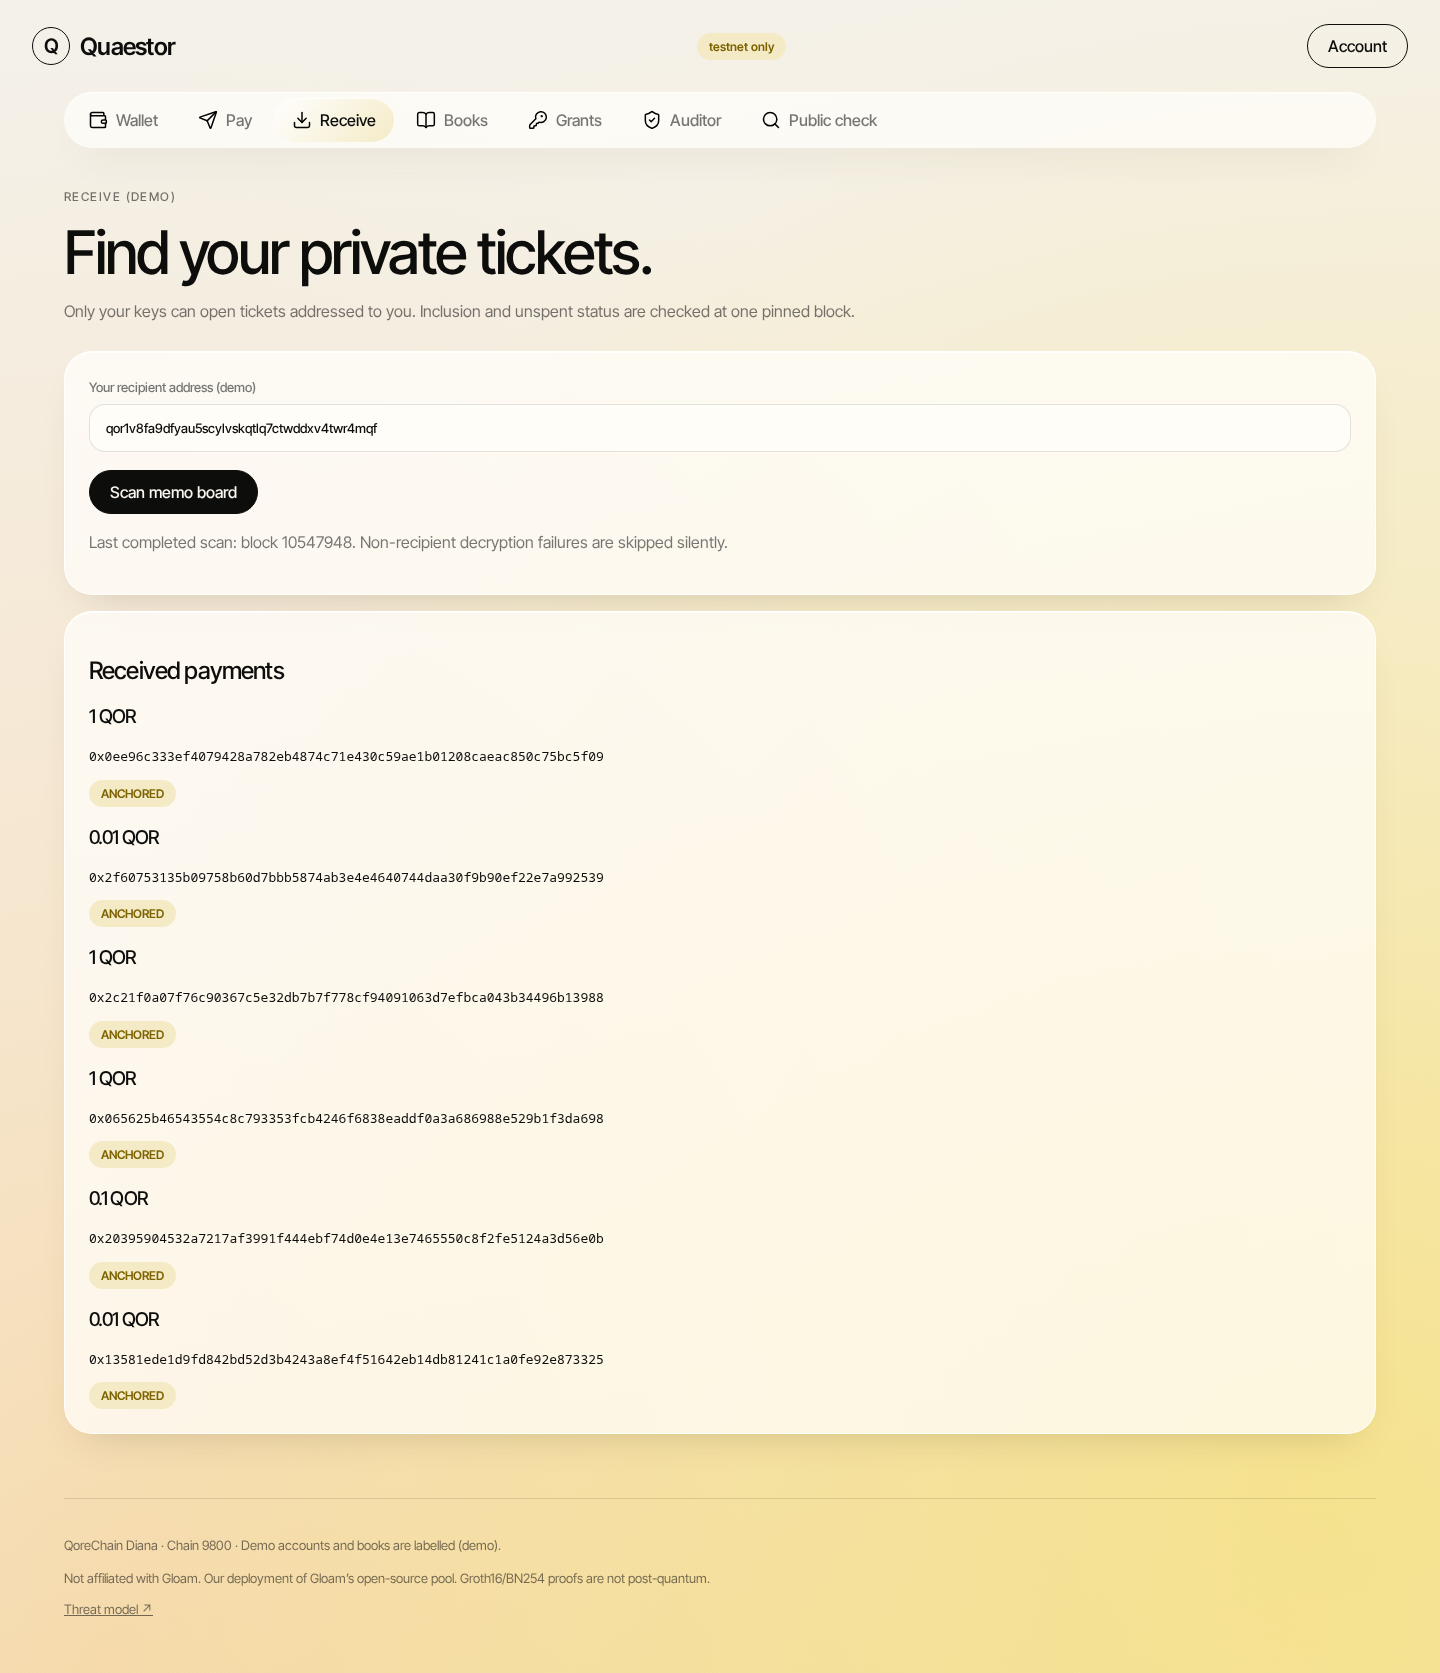 Q Quaestor
testnet only
Account
Wallet
Pay
Receive
Books
Grants
Auditor
Public check
RECEIVE (DEMO)
Find your private tickets.
Only your keys can open tickets addressed to you. Inclusion and unspent status are checked at one pinned block.
Your recipient address (demo)
qor1v8fa9dfyau5scylvskqtlq7ctwddxv4twr4mqf
Scan memo board
Last completed scan: block 10547948. Non-recipient decryption failures are skipped silently.
Received payments
1 QOR
0x0ee96c333ef4079428a782eb4874c71e430c59ae1b01208caeac850c75bc5f09
ANCHORED
0.01 QOR
0x2f60753135b09758b60d7bbb5874ab3e4e4640744daa30f9b90ef22e7a992539
ANCHORED
1 QOR
0x2c21f0a07f76c90367c5e32db7b7f778cf94091063d7efbca043b34496b13988
ANCHORED
1 QOR
0x065625b46543554c8c793353fcb4246f6838eaddf0a3a686988e529b1f3da698
ANCHORED
0.1 QOR
0x20395904532a7217af3991f444ebf74d0e4e13e7465550c8f2fe5124a3d56e0b
ANCHORED
0.01 QOR
0x13581ede1d9fd842bd52d3b4243a8ef4f51642eb14db81241c1a0fe92e873325
ANCHORED
QoreChain Diana · Chain 9800 · Demo accounts and books are labelled (demo).
Not affiliated with Gloam. Our deployment of Gloam’s open-source pool. Groth16/BN254 proofs are not post-quantum.
Threat model ↗